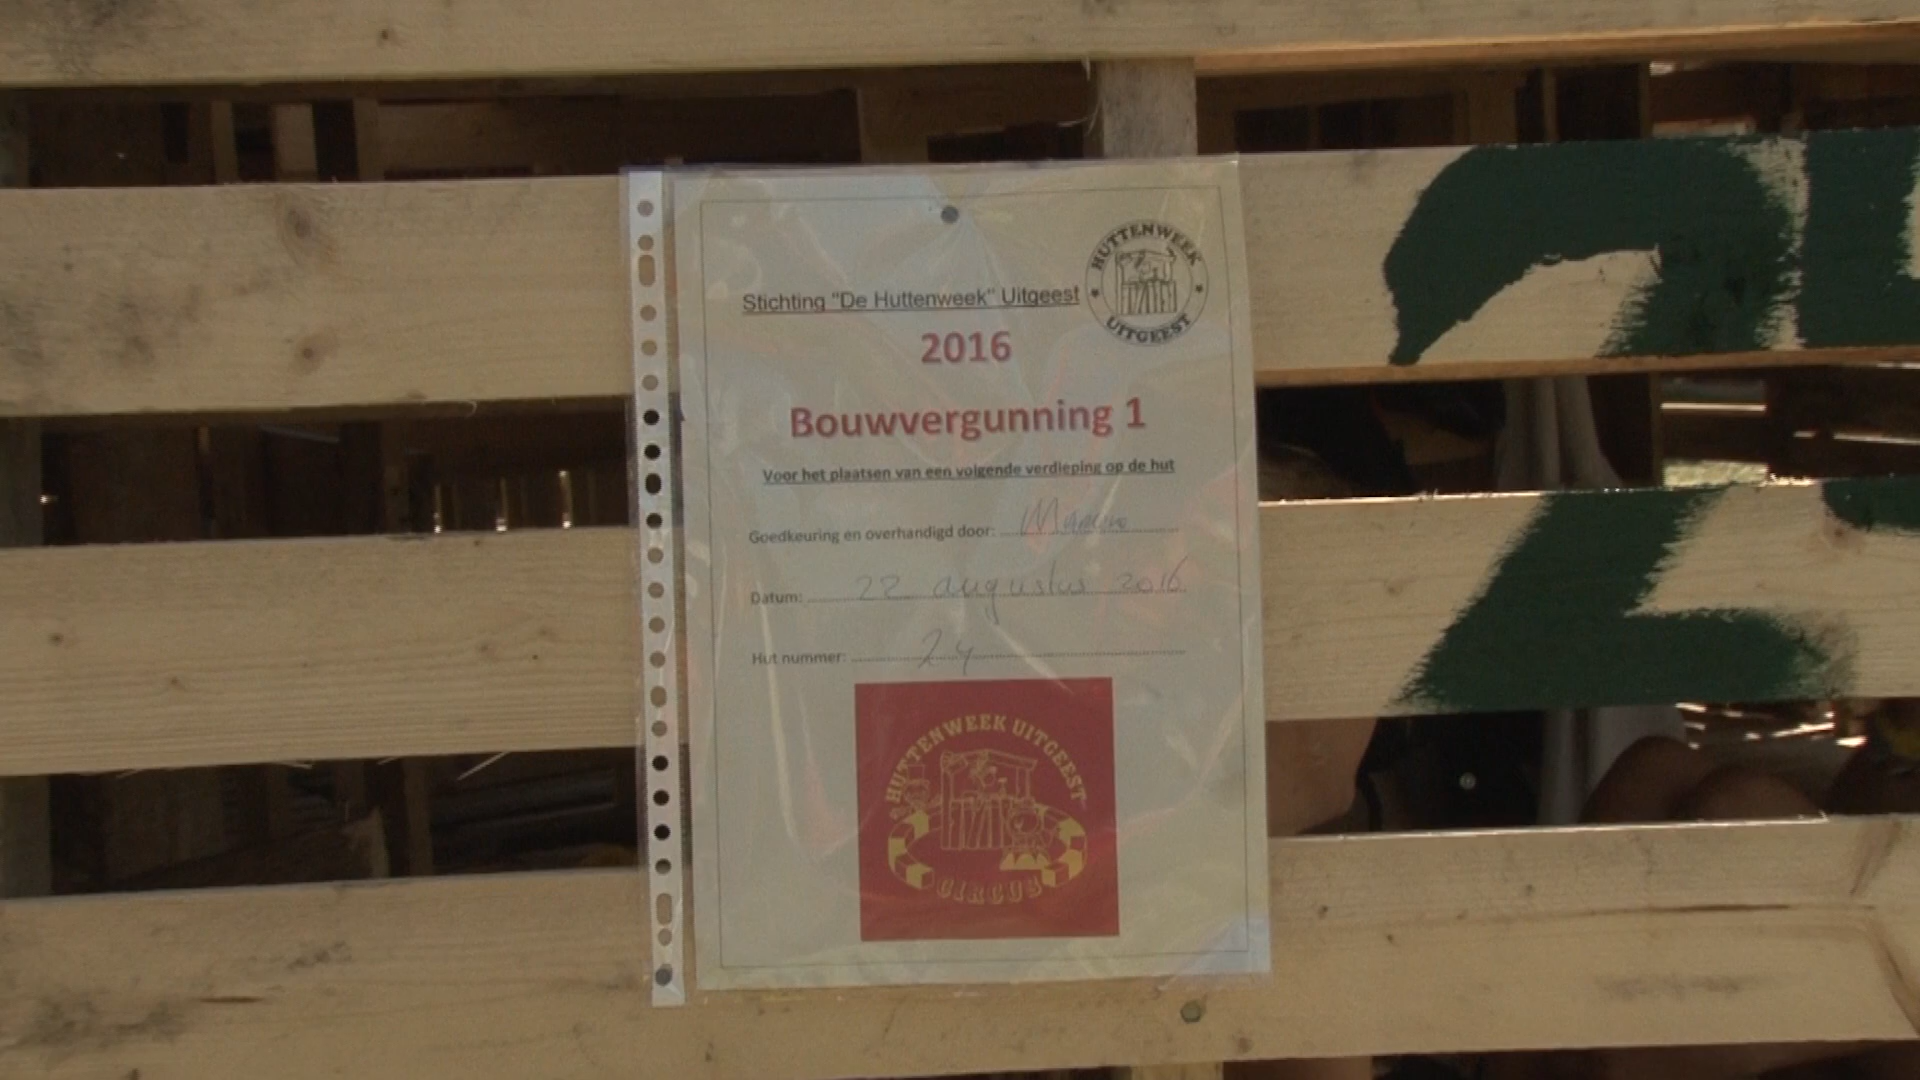 HUTTENWEEK
UITGEEST
Stichting "De Huttenweek" Uitgeest
2016
Bouwvergunning 1
Voor het plaatsen van een volgende verdieping op de hut
Goedkeuring en overhandigd door:
Datum: 22 augustus 2016
Hut nummer: 24
HUTTENWEEK UITGEEST
CIRCUS